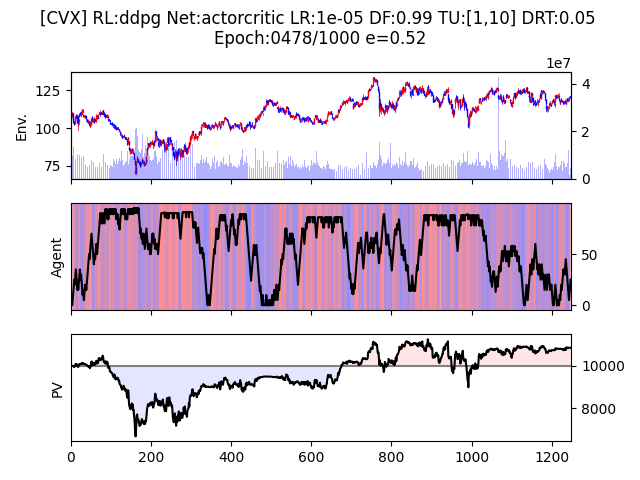 [CVX] RL:ddpg Net:actorcritic LR:1e-05 DF:0.99 TU:[1,10] DRT:0.05
Epoch:0478/1000 e=0.52
1e7
125
100
75
Env.
4
2
0
Agent
50
0
PV
10000
8000
0 200 400 600 800 1000 1200